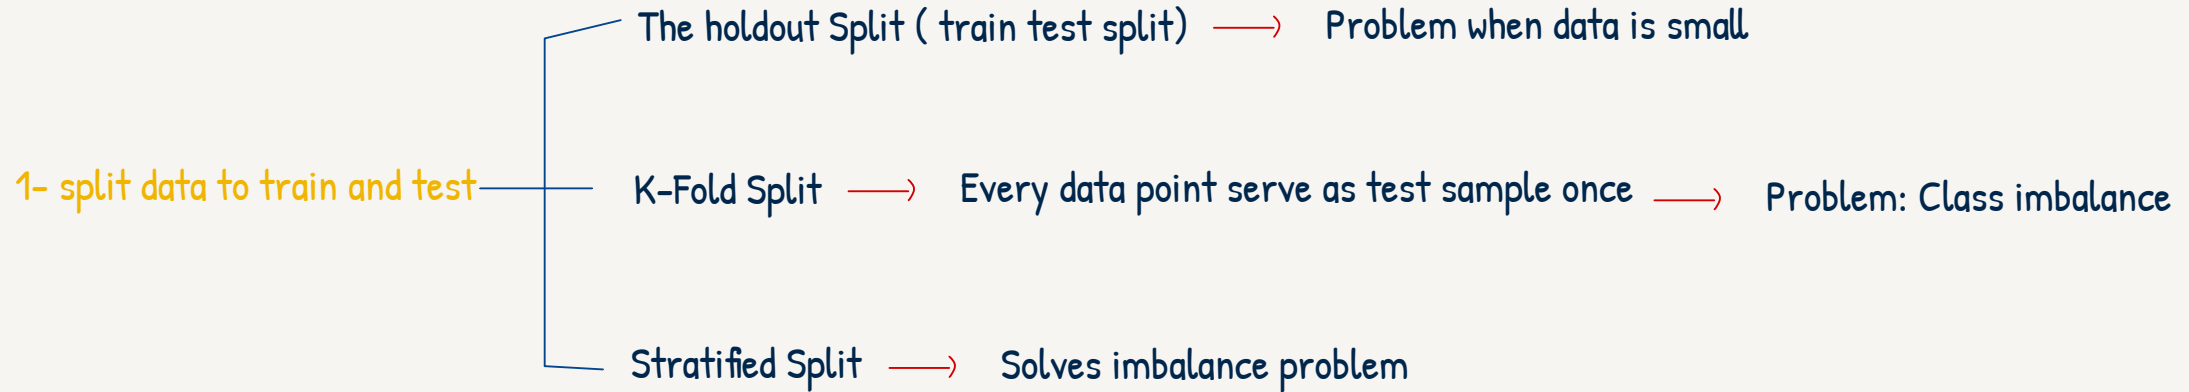 The holdout Split ( train test split) Problem when data is small
1- split data to train and test K-Fold Split Every data point serve as test sample once Problem: Class imbalance
Stratified Split Solves imbalance problem